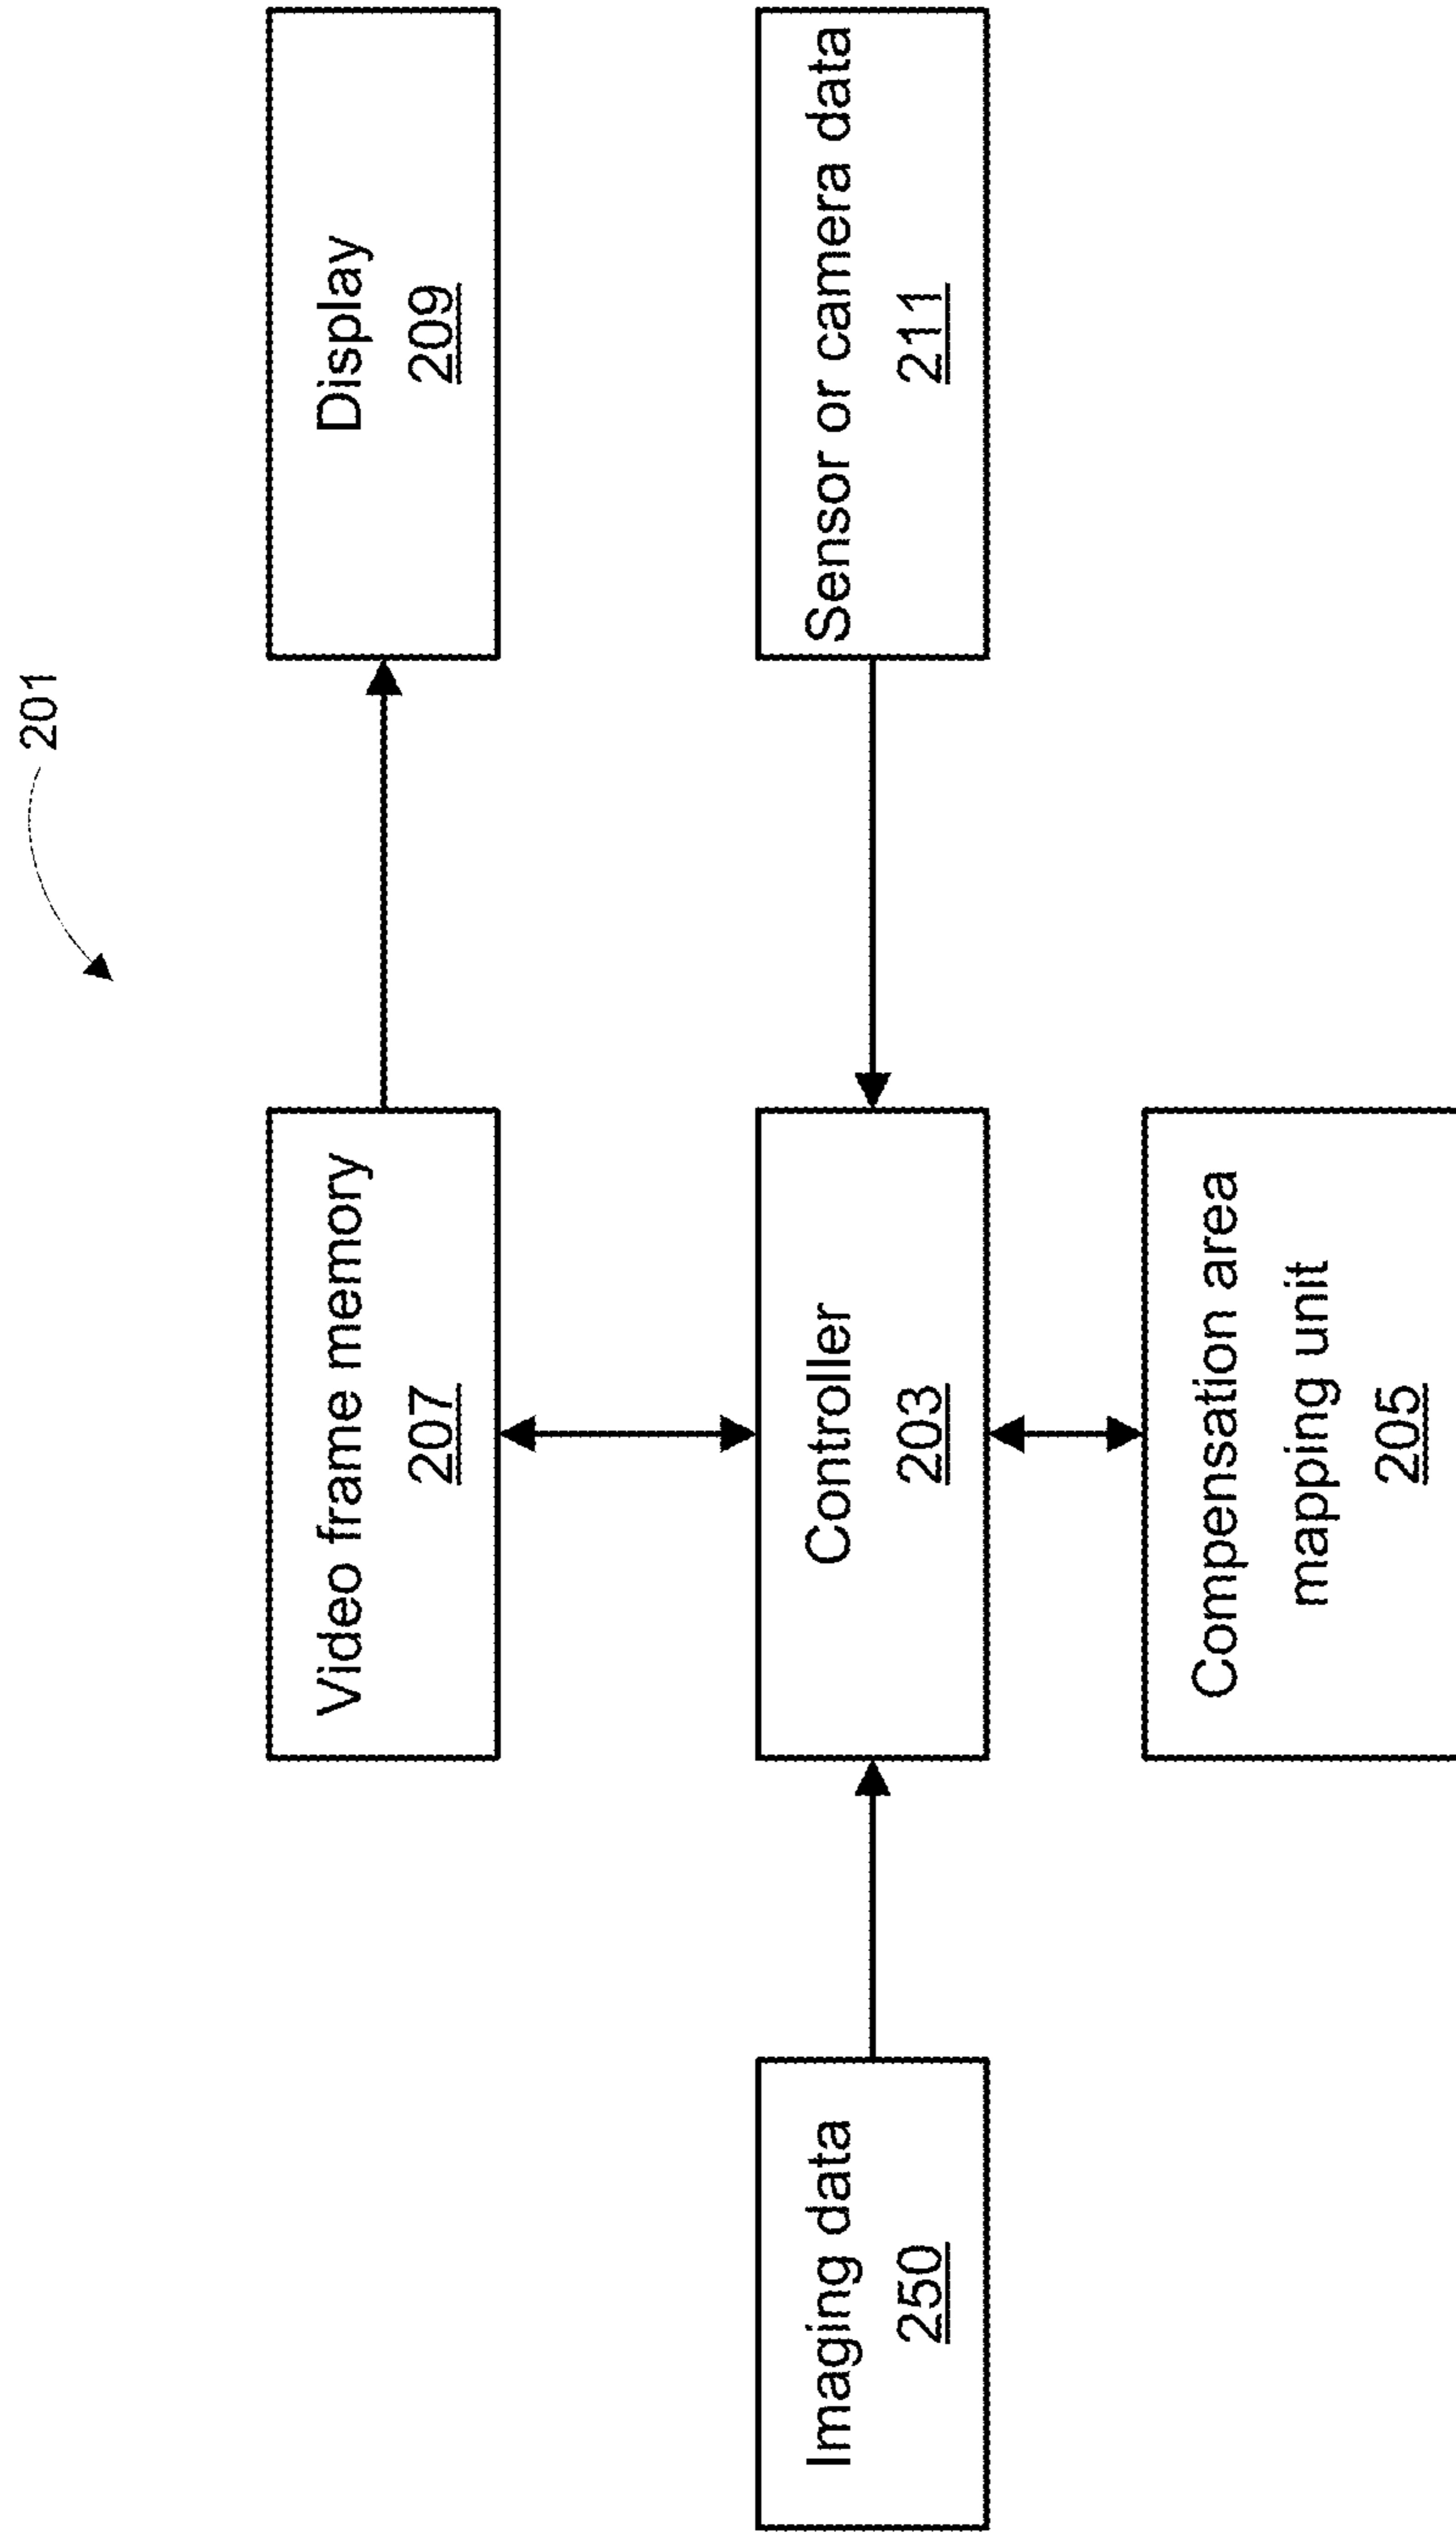 201
Video frame memory
207
Display
209
Imaging data
250
Controller
203
Sensor or camera data
211
Compensation area
mapping unit
205